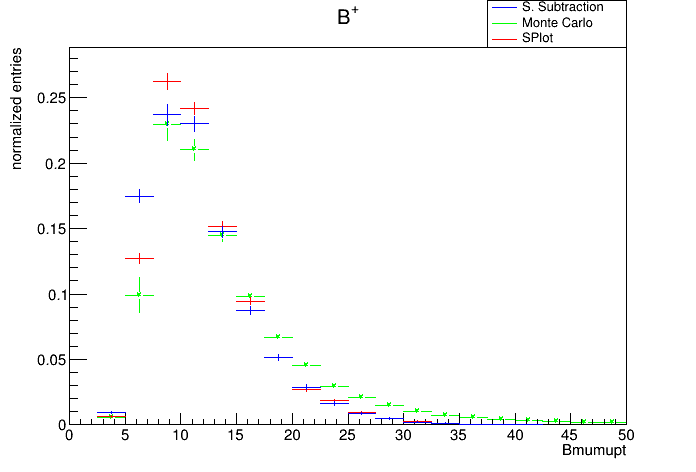 B+
S. Subtraction
Monte Carlo
SPlot
normalized entries
0.25
0.2
0.15
0.1
0.05
0
0 5 10 15 20 25 30 35 40 45 50
Bmumupt